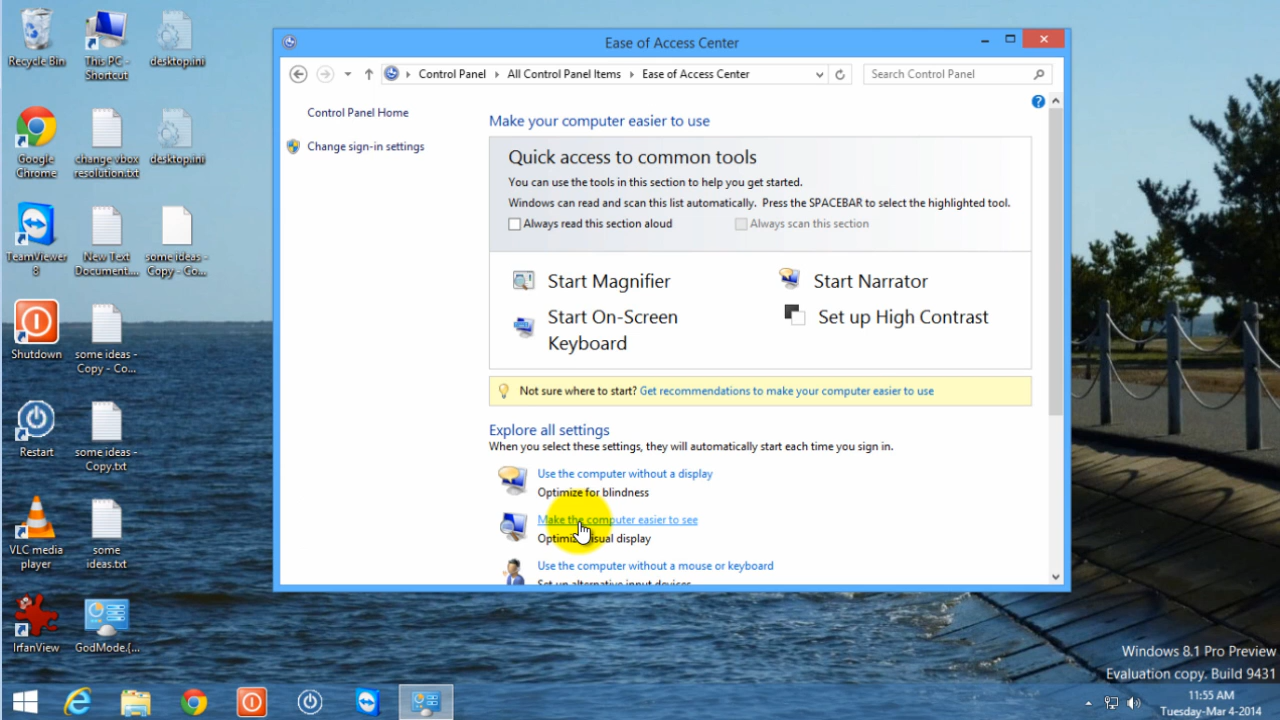 Recycle Bin
This PC -
Shortcut
desktop.ini
Google
Chrome
change vbox
resolution.txt
desktop.ini
TeamViewer
8
New Text
Document....
some ideas -
Copy - Co...
Shutdown
some ideas -
Copy - Co...
Restart
some ideas -
Copy.txt
VLC media
player
some
ideas.txt
IrfanView
GodMode.{...
Ease of Access Center
Control Panel
All Control Panel Items
Ease of Access Center
Search Control Panel
Control Panel Home
Change sign-in settings
Make your computer easier to use
Quick access to common tools
You can use the tools in this section to help you get started.
Windows can read and scan this list automatically. Press the SPACEBAR to select the highlighted tool.
Always read this section aloud
Always scan this section
Start Magnifier
Start Narrator
Start On-Screen
Keyboard
Set up High Contrast
Not sure where to start? Get recommendations to make your computer easier to use
Explore all settings
When you select these settings, they will automatically start each time you sign in.
Use the computer without a display
Optimize for blindness
Make the computer easier to see
Optimize visual display
Use the computer without a mouse or keyboard
Set up alternative input devices
Windows 8.1 Pro Preview
Evaluation copy. Build 9431
11:55 AM
Tuesday-Mar 4-2014